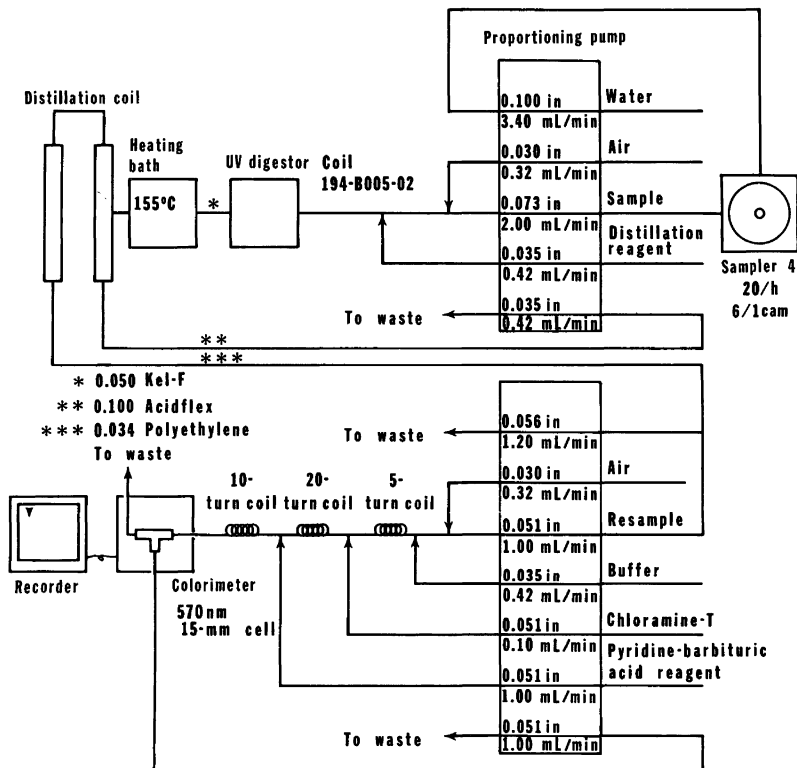 Proportioning pump
Distillation coil
Heating bath
155°C
*
UV digestor
Coil
194-B005-02
0.100 in
3.40 mL/min
Water
0.030 in
0.32 mL/min
Air
0.073 in
2.00 mL/min
Sample
0.035 in
0.42 mL/min
Distillation reagent
0.035 in
0.42 mL/min
To waste
Sampler 4
20/h
6/1cam
**
***
* 0.050 Kel-F
** 0.100 Acidflex
*** 0.034 Polyethylene
To waste
Recorder
Colorimeter
570nm
15-mm cell
10-turn coil
20-turn coil
5-turn coil
0.056 in
1.20 mL/min
To waste
0.030 in
0.32 mL/min
Air
0.051 in
1.00 mL/min
Resample
0.035 in
0.42 mL/min
Buffer
0.051 in
0.10 mL/min
Chloramine-T
0.051 in
1.00 mL/min
Pyridine-barbituric
acid reagent
0.051 in
1.00 mL/min
To waste